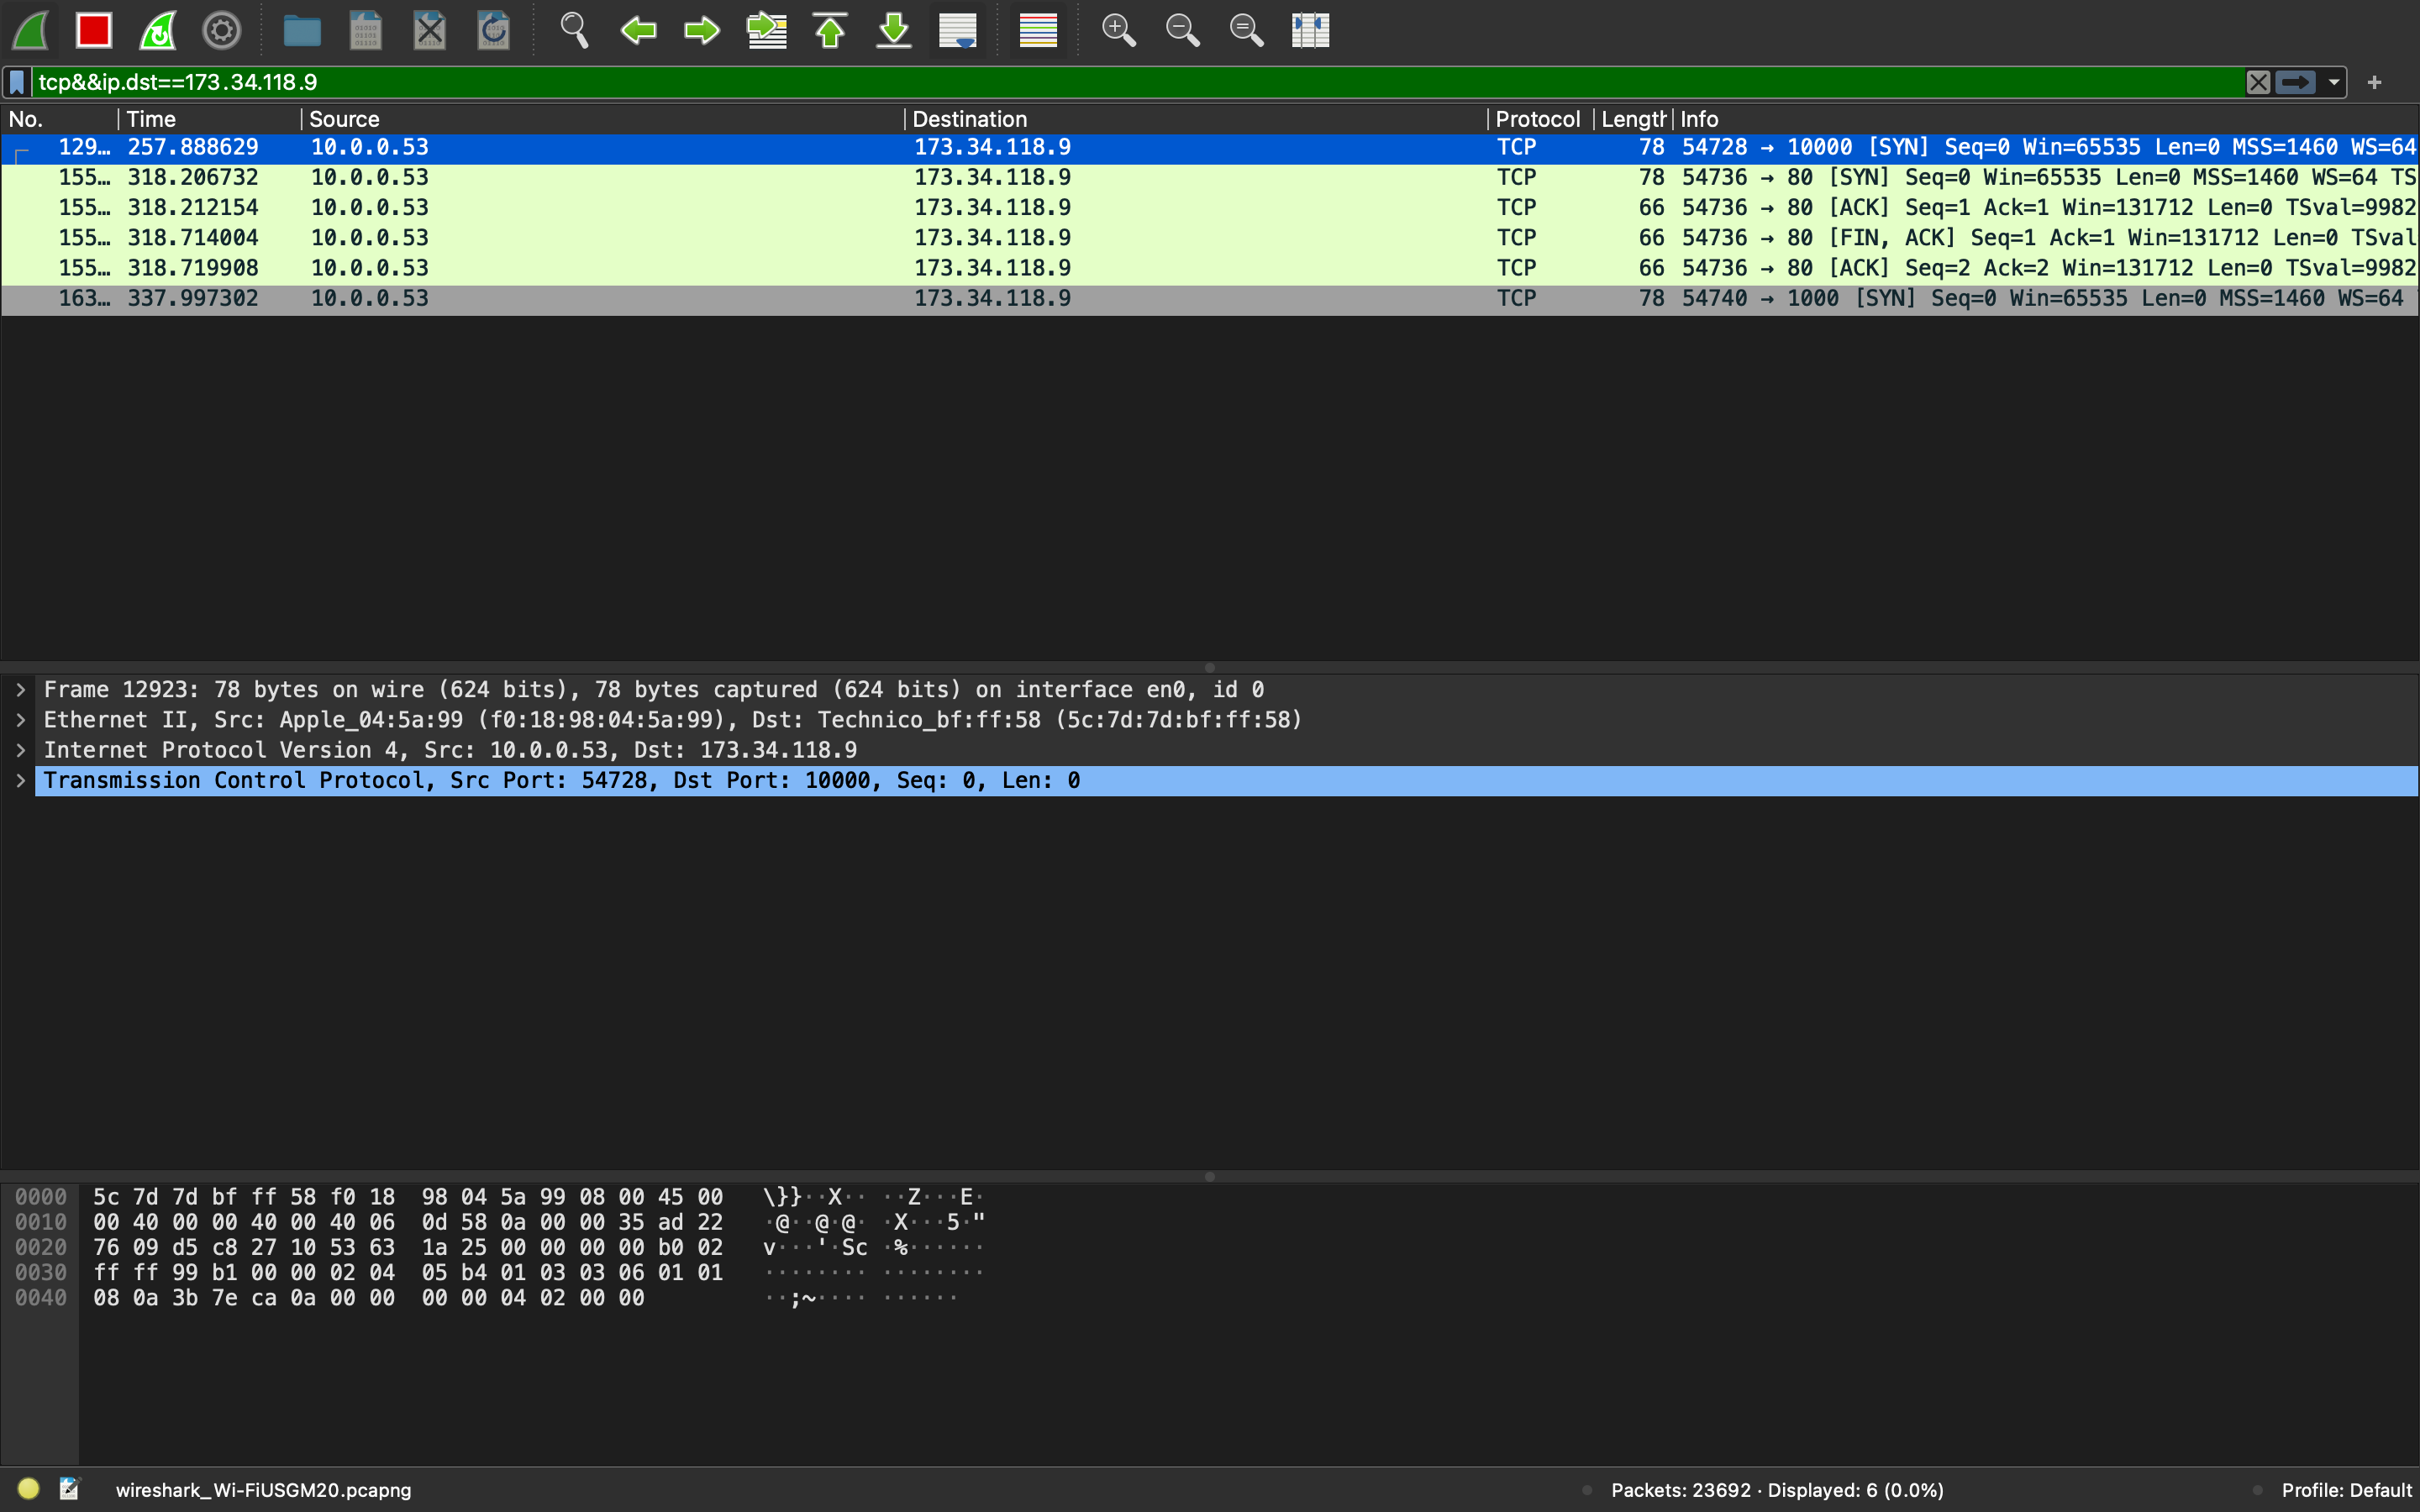 tcp&&ip.dst==173.34.118.9
No. Time Source Destination Protocol Length Info
129… 257.888629 10.0.0.53 173.34.118.9 TCP 78 54728 → 10000 [SYN] Seq=0 Win=65535 Len=0 MSS=1460 WS=64
155… 318.206732 10.0.0.53 173.34.118.9 TCP 78 54736 → 80 [SYN] Seq=0 Win=65535 Len=0 MSS=1460 WS=64 TS
155… 318.212154 10.0.0.53 173.34.118.9 TCP 66 54736 → 80 [ACK] Seq=1 Ack=1 Win=131712 Len=0 TSval=9982
155… 318.714004 10.0.0.53 173.34.118.9 TCP 66 54736 → 80 [FIN, ACK] Seq=1 Ack=1 Win=131712 Len=0 TSval
155… 318.719908 10.0.0.53 173.34.118.9 TCP 66 54736 → 80 [ACK] Seq=2 Ack=2 Win=131712 Len=0 TSval=9982
163… 337.997302 10.0.0.53 173.34.118.9 TCP 78 54740 → 1000 [SYN] Seq=0 Win=65535 Len=0 MSS=1460 WS=64
Frame 12923: 78 bytes on wire (624 bits), 78 bytes captured (624 bits) on interface en0, id 0
Ethernet II, Src: Apple_04:5a:99 (f0:18:98:04:5a:99), Dst: Technico_bf:ff:58 (5c:7d:7d:bf:ff:58)
Internet Protocol Version 4, Src: 10.0.0.53, Dst: 173.34.118.9
Transmission Control Protocol, Src Port: 54728, Dst Port: 10000, Seq: 0, Len: 0
0000 5c 7d 7d bf ff 58 f0 18 98 04 5a 99 08 00 45 00 \}}··X·· ··Z···E·
0010 00 40 00 00 40 00 40 06 0d 58 0a 00 00 35 ad 22 ·@··@·@· ·X···5·"
0020 76 09 d5 c8 27 10 53 63 1a 25 00 00 00 00 b0 02 v···'·Sc ·%······
0030 ff ff 99 b1 00 00 02 04 05 b4 01 03 03 06 01 01 ········ ········
0040 08 0a 3b 7e ca 0a 00 00 00 00 04 02 00 00 ··;~···· ······
wireshark_Wi-FiUSGM20.pcapng Packets: 23692 · Displayed: 6 (0.0%) Profile: Default